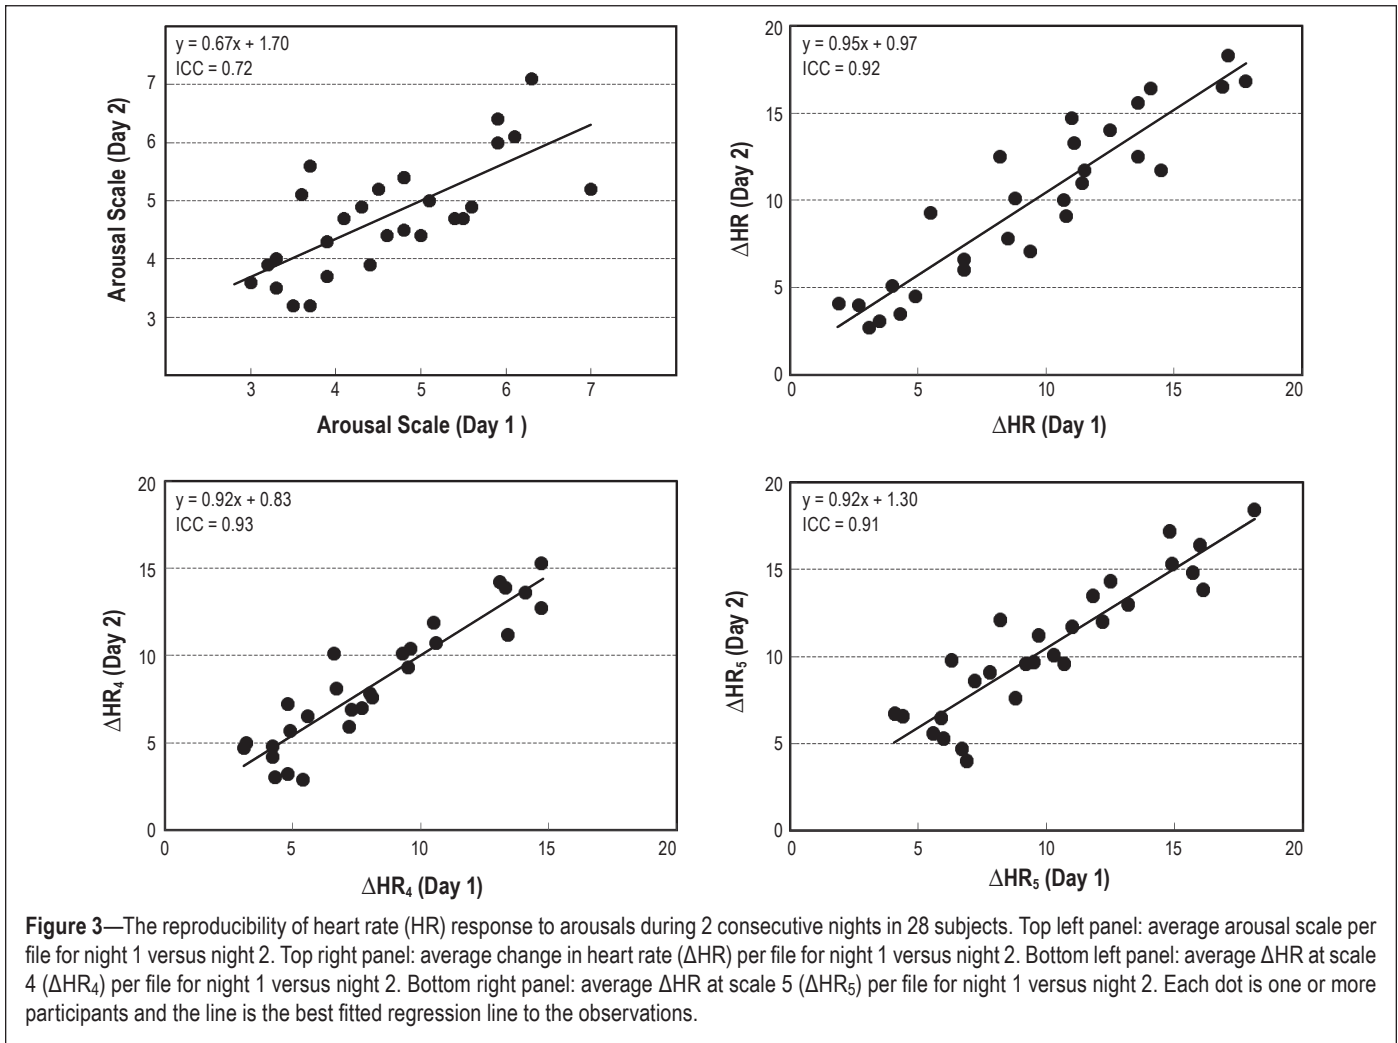 y = 0.67x + 1.70
ICC = 0.72
7
6
5
4
3
Arousal Scale (Day 2)
3 4 5 6 7
Arousal Scale (Day 1 )
y = 0.95x + 0.97
ICC = 0.92
20
15
10
5
0
ΔHR (Day 2)
0 5 10 15 20
ΔHR (Day 1)
y = 0.92x + 0.83
ICC = 0.93
20
15
10
5
0
ΔHR₄ (Day 2)
0 5 10 15 20
ΔHR₄ (Day 1)
y = 0.92x + 1.30
ICC = 0.91
20
15
10
5
0
ΔHR₅ (Day 2)
0 5 10 15 20
ΔHR₅ (Day 1)
Figure 3—The reproducibility of heart rate (HR) response to arousals during 2 consecutive nights in 28 subjects. Top left panel: average arousal scale per
file for night 1 versus night 2. Top right panel: average change in heart rate (ΔHR) per file for night 1 versus night 2. Bottom left panel: average ΔHR at scale
4 (ΔHR₄) per file for night 1 versus night 2. Bottom right panel: average ΔHR at scale 5 (ΔHR₅) per file for night 1 versus night 2. Each dot is one or more
participants and the line is the best fitted regression line to the observations.